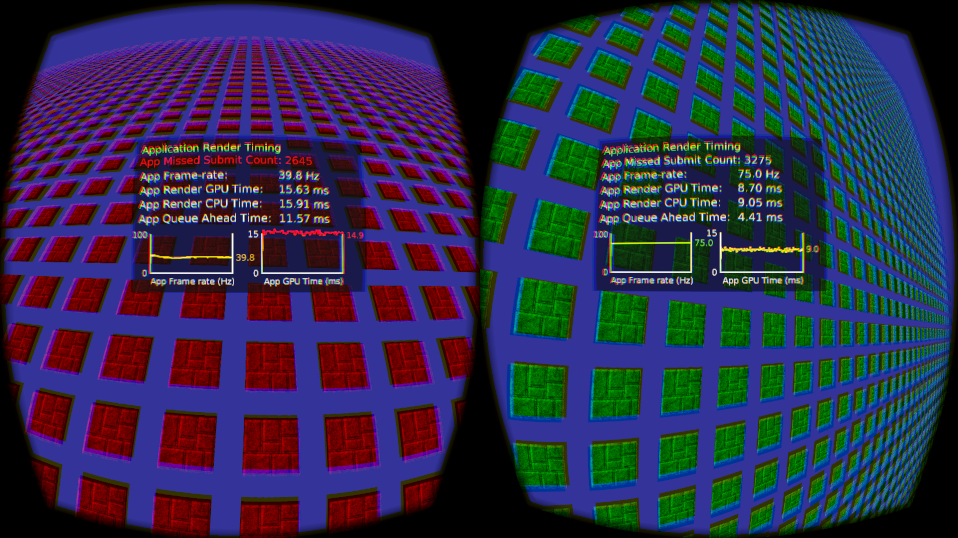 Application Render Timing
App Missed Submit Count: 2645
App Frame-rate: 39.8 Hz
App Render GPU Time: 15.63 ms
App Render CPU Time: 15.91 ms
App Queue Ahead Time: 11.57 ms
100
39.8
0
15
14.9
0
App Frame rate (Hz)
App GPU Time (ms)
Application Render Timing
App Missed Submit Count: 3275
App Frame-rate: 75.0 Hz
App Render GPU Time: 8.70 ms
App Render CPU Time: 9.05 ms
App Queue Ahead Time: 4.41 ms
100
75.0
0
15
9.0
0
App Frame rate (Hz)
App GPU Time (ms)